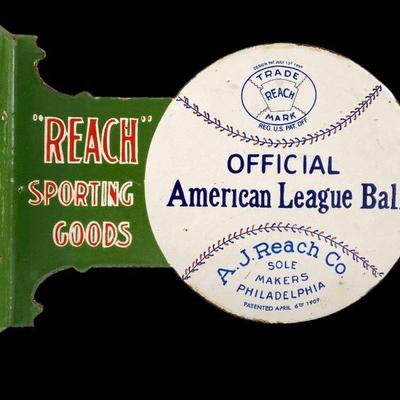 "REACH"
SPORTING
GOODS
TRADE
REACH
MARK
REG. U.S. PAT. OFF
OFFICIAL
American League Bal
A. J. Reach Co.
SOLE
MAKERS
PHILADELPHIA
PATENTED APRIL 6TH 1909